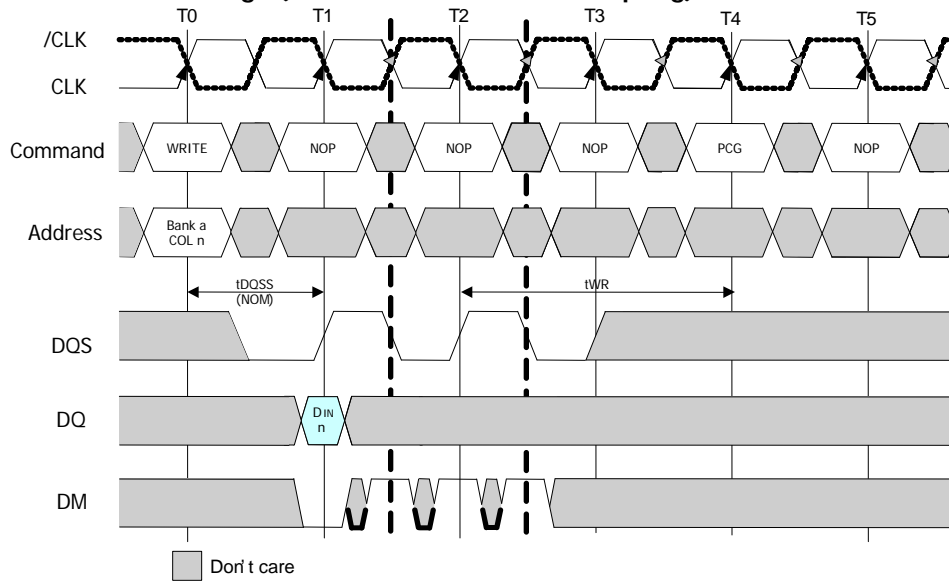 T0 T1 T2 T3 T4 T5
/CLK
CLK
Command WRITE NOP NOP NOP PCG NOP
Address Bank a
COL n
tDQSS
(NOM)
tWR
DQS
DQ DIN
n
DM
Don't care